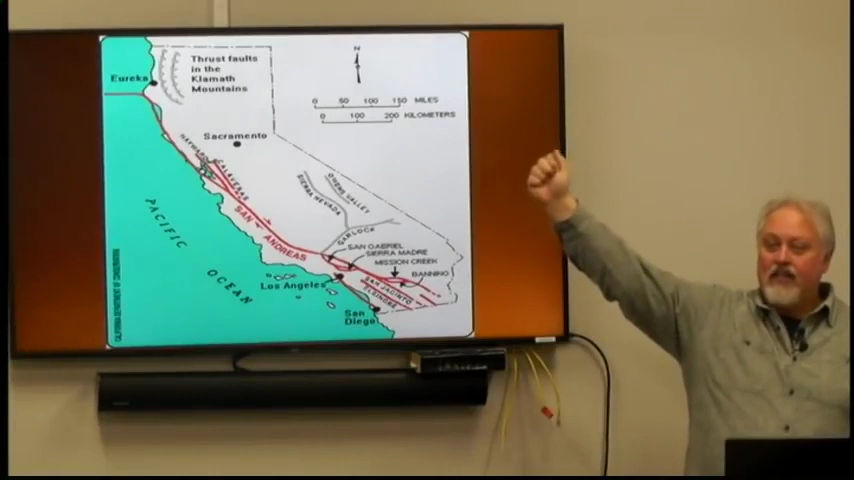 Thrust faults
in the
Klamath
Mountains
N
Eureka
0 50 100 150 MILES
0 100 200 KILOMETERS
Sacramento
HAYWARD
CALAVERAS
OWENS VALLEY
SIERRA NEVADA
PACIFIC OCEAN
SAN ANDREAS
GARLOCK
SAN GABRIEL
SIERRA MADRE
MISSION CREEK
BANNING
Los Angeles
SAN JACINTO
ELSINORE
San
Diego
CALIFORNIA DEPARTMENT OF CONSERVATION